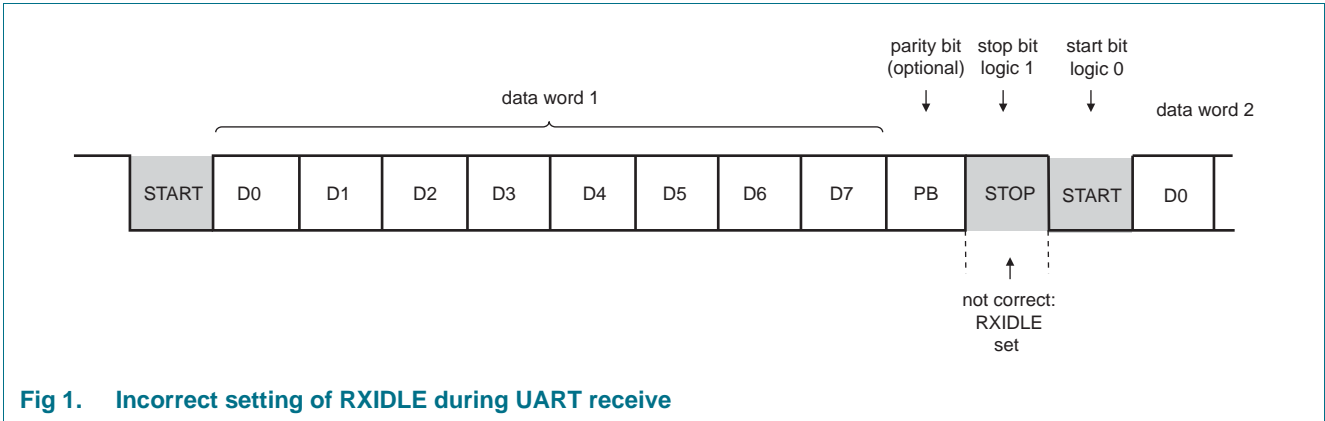 parity bit
(optional)
stop bit
logic 1
start bit
logic 0
data word 1
data word 2
START D0 D1 D2 D3 D4 D5 D6 D7 PB STOP START D0
not correct:
RXIDLE
set
Fig 1. Incorrect setting of RXIDLE during UART receive